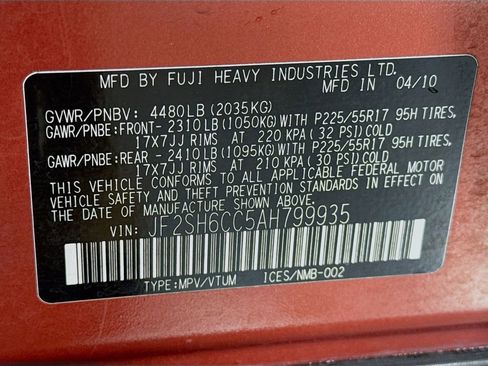 MFD BY FUJI HEAVY INDUSTRIES LTD.
MFD IN 04/10
GVWR/PNBV: 4480LB(2035KG)
GAWR/PNBE:FRONT- 2310LB(1050KG)WITH P225/55R17 95H TIRES,
17X7JJ RIMS AT 220 KPA(32 PSI)COLD
GAWR/PNBE:REAR - 2410LB(1095KG)WITH P225/55R17 95H TIRES,
17X7JJ RIMS AT 210 KPA(30 PSI)COLD
THIS VEHICLE CONFORMS TO ALL APPLICABLE FEDERAL MOTOR
VEHICLE SAFETY AND THEFT PREVENTION STANDARDS IN EFFECT
ON THE DATE OF MANUFACTURE SHOWN ABOVE.
VIN: JF2SH6CC5AH799935
TYPE:MPV/VTUM ICES/NMB-002